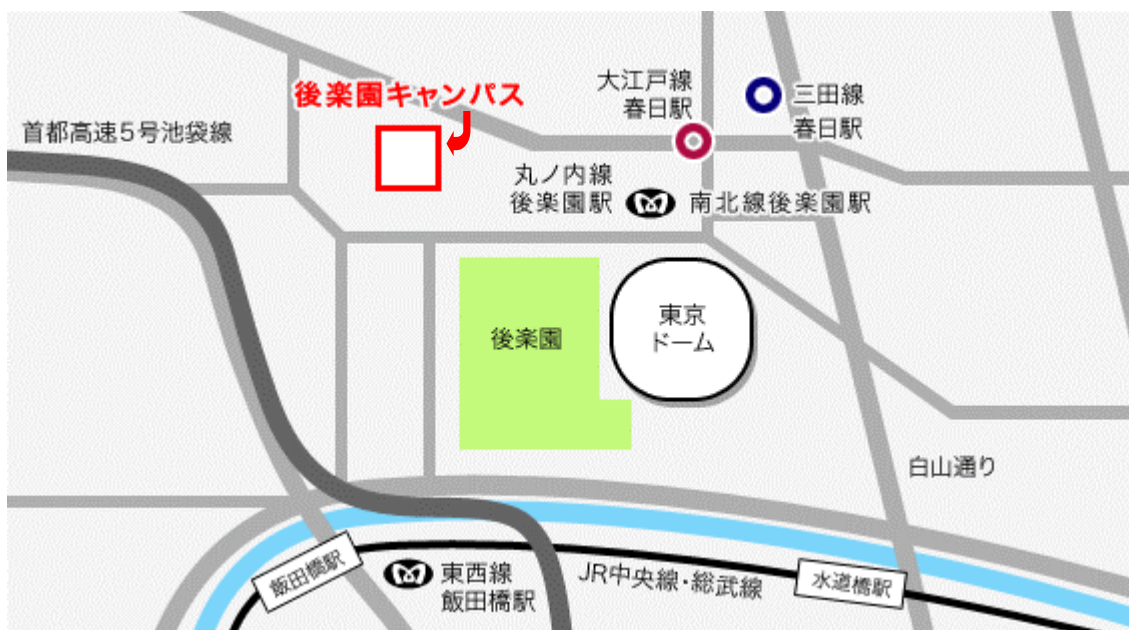 後楽園キャンパス
首都高速5号池袋線
大江戸線
春日駅
三田線
春日駅
丸ノ内線
後楽園駅
南北線後楽園駅
後楽園
東京
ドーム
白山通り
飯田橋駅
東西線
飯田橋駅
JR中央線・総武線
水道橋駅